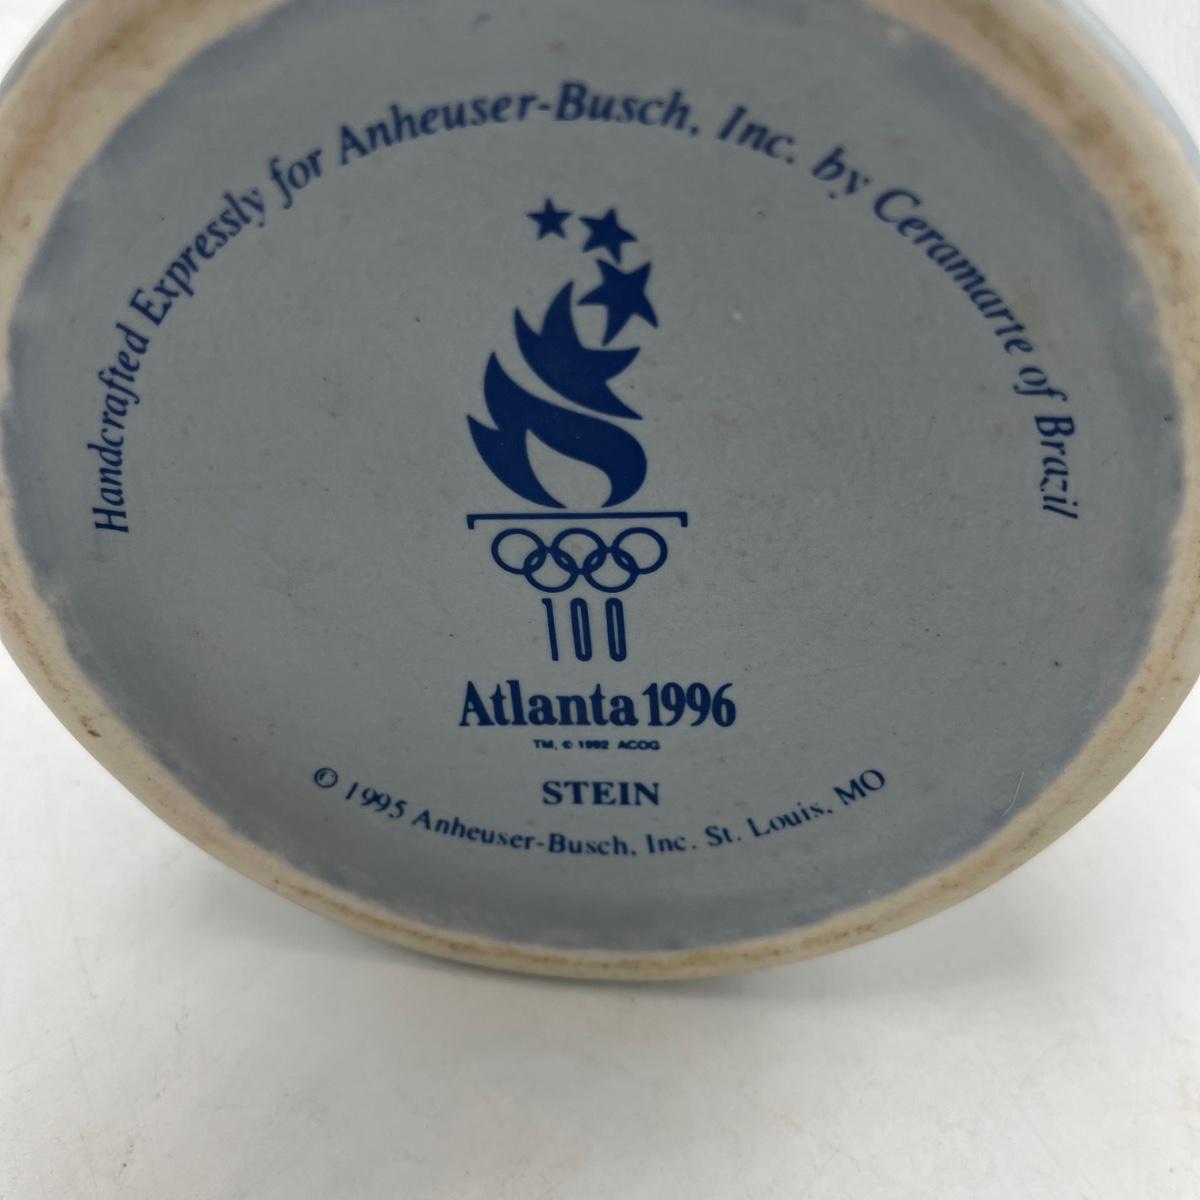 Handcrafted Expressly for Anheuser-Busch, Inc. by Ceramarte of Brazil
100
Atlanta 1996
TM, © 1992 ACOG
STEIN
© 1995 Anheuser-Busch, Inc. St. Louis, MO